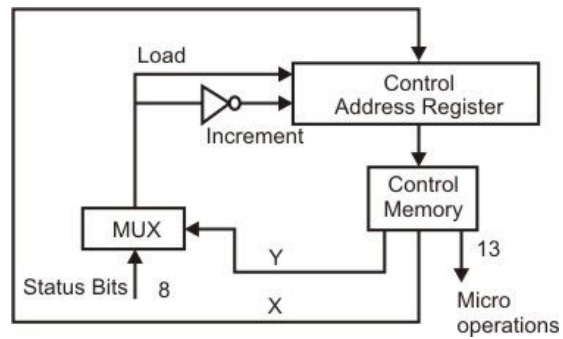 Load
Control
Address Register
Increment
Control
Memory
MUX
Y
13
Status Bits
8
X
Micro
operations